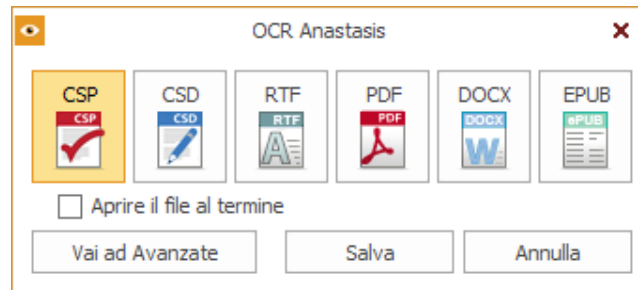 OCR Anastasis
CSP CSD RTF PDF DOCX EPUB
CSP CSD RTF PDF DOCX ePUB
Aprire il file al termine
Vai ad Avanzate Salva Annulla